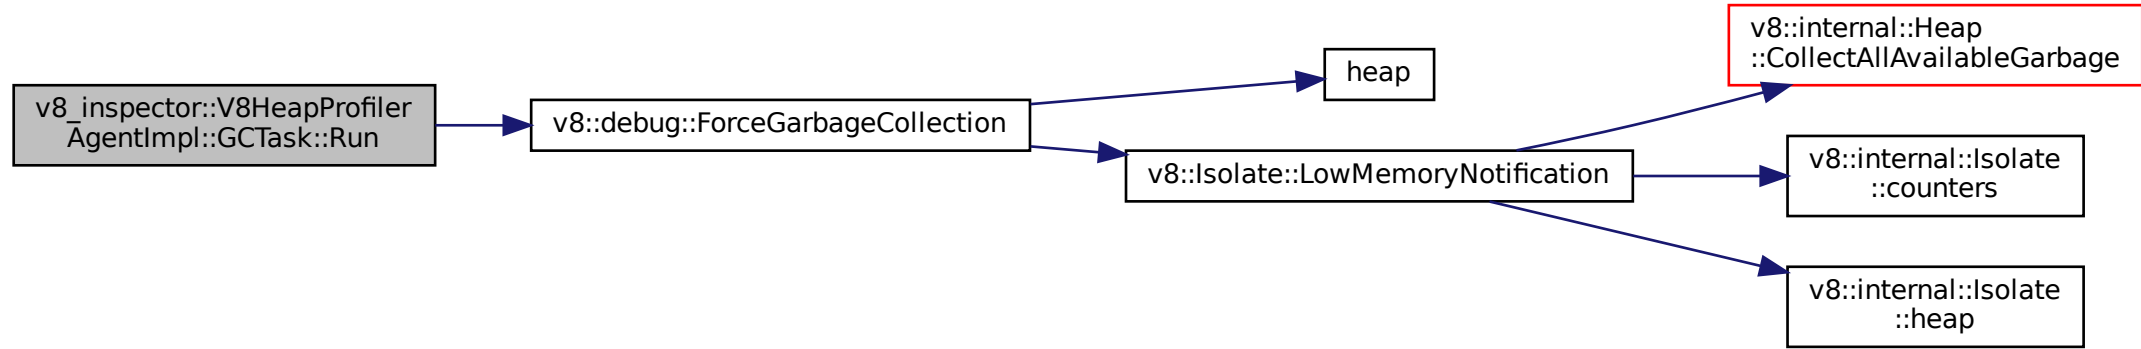 v8_inspector::V8HeapProfiler
AgentImpl::GCTask::Run
v8::debug::ForceGarbageCollection
heap
v8::Isolate::LowMemoryNotification
v8::internal::Heap
::CollectAllAvailableGarbage
v8::internal::Isolate
::counters
v8::internal::Isolate
::heap